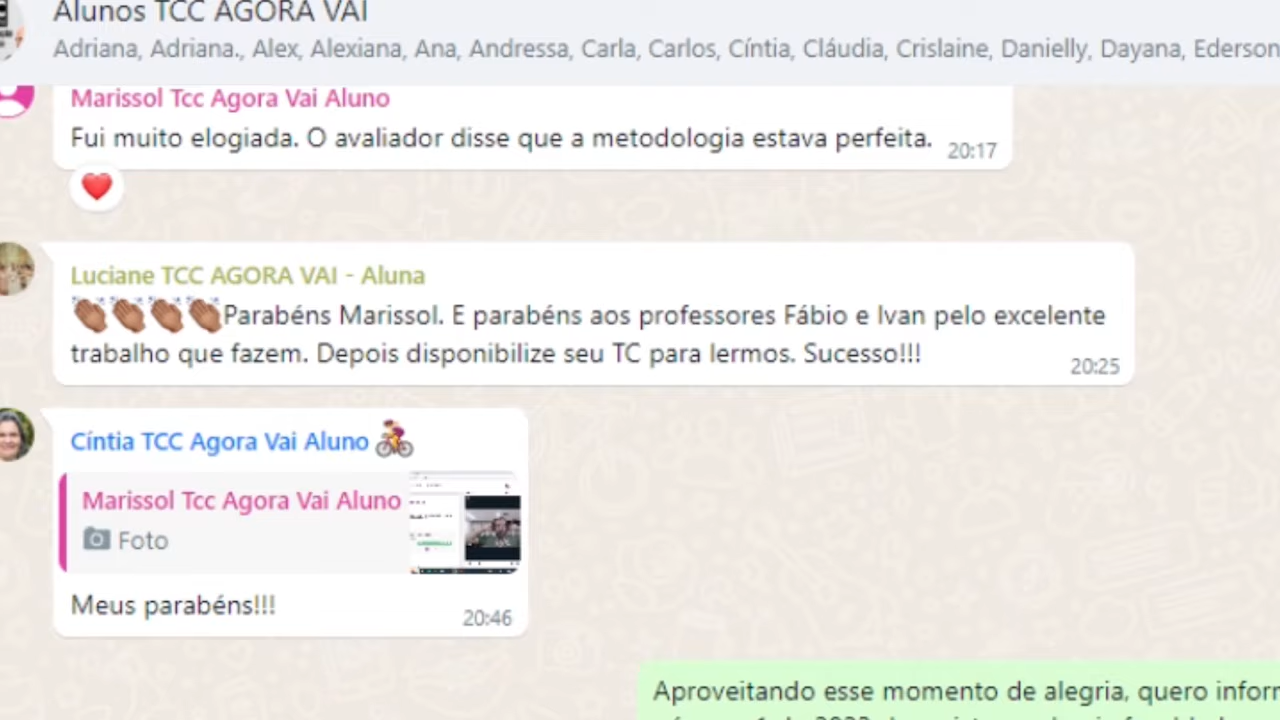 Alunos TCC AGORA VAI
Adriana, Adriana., Alex, Alexiana, Ana, Andressa, Carla, Carlos, Cíntia, Cláudia, Crislaine, Danielly, Dayana, Ederson
Marissol Tcc Agora Vai Aluno
Fui muito elogiada. O avaliador disse que a metodologia estava perfeita. 20:17
Luciane TCC AGORA VAI - Aluna
👏🏽👏🏽👏🏽👏🏽Parabéns Marissol. E parabéns aos professores Fábio e Ivan pelo excelente
trabalho que fazem. Depois disponibilize seu TC para lermos. Sucesso!!! 20:25
Cíntia TCC Agora Vai Aluno
Marissol Tcc Agora Vai Aluno
Foto
Meus parabéns!!! 20:46
Aproveitando esse momento de alegria, quero inforr